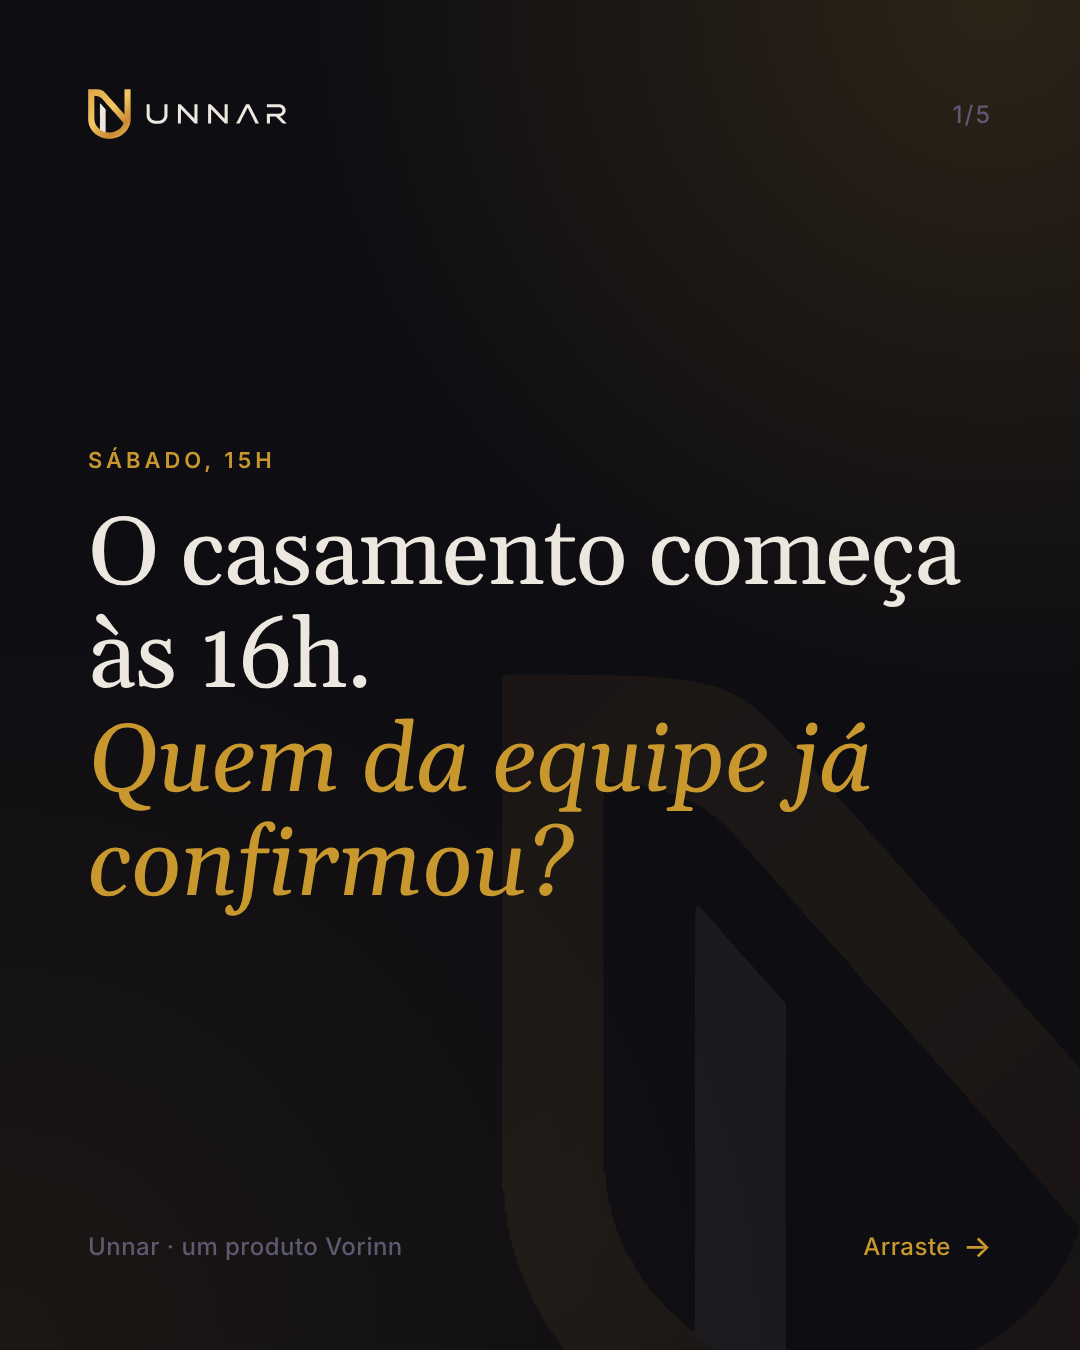 UNNAR
1/5
SÁBADO, 15H
O casamento começa
às 16h.
Quem da equipe já
confirmou?
Unnar · um produto Vorinn
Arraste →